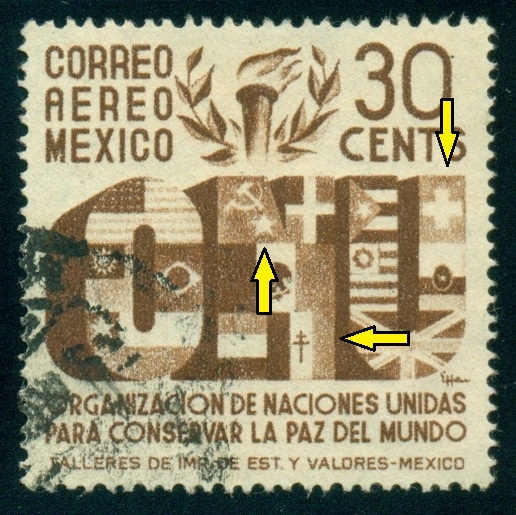 CORREO
AEREO
MEXICO
30
CENTS
ONU
ORGANIZACION DE NACIONES UNIDAS
PARA CONSERVAR LA PAZ DEL MUNDO
TALLERES DE IMP. DE EST. Y VALORES-MEXICO